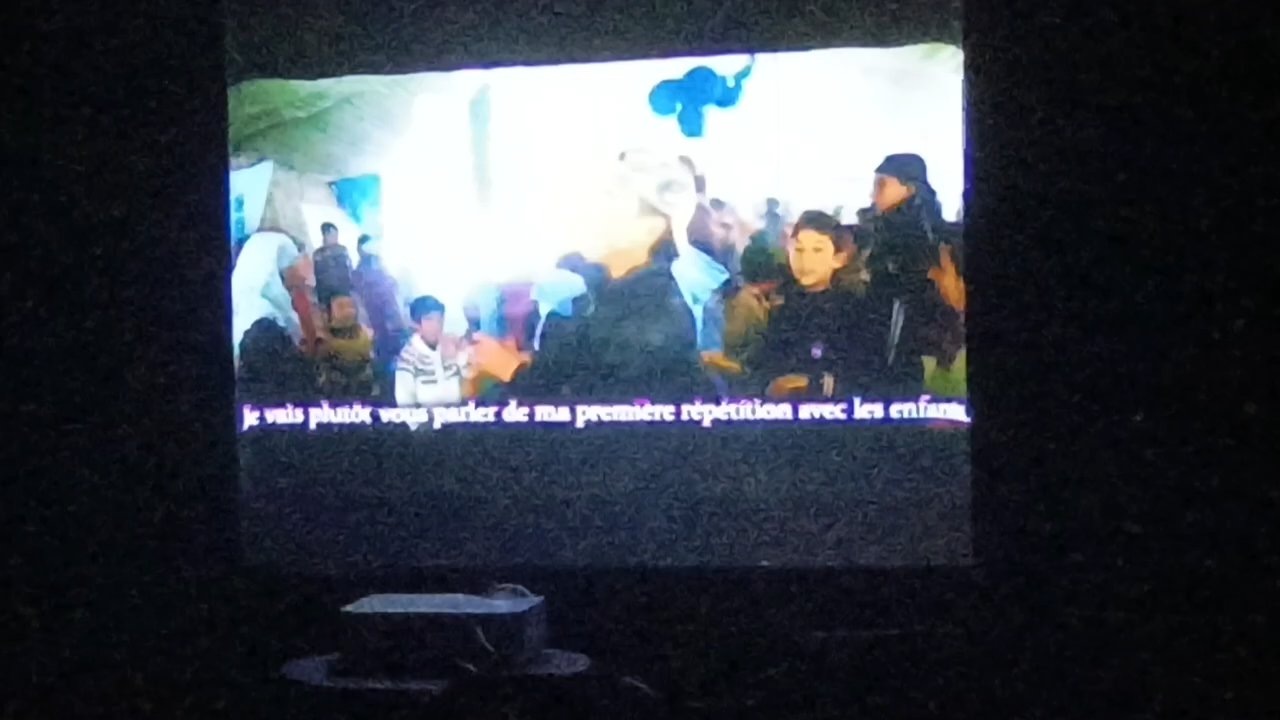 je vais plutôt vous parler de ma première répétition avec les enfants,